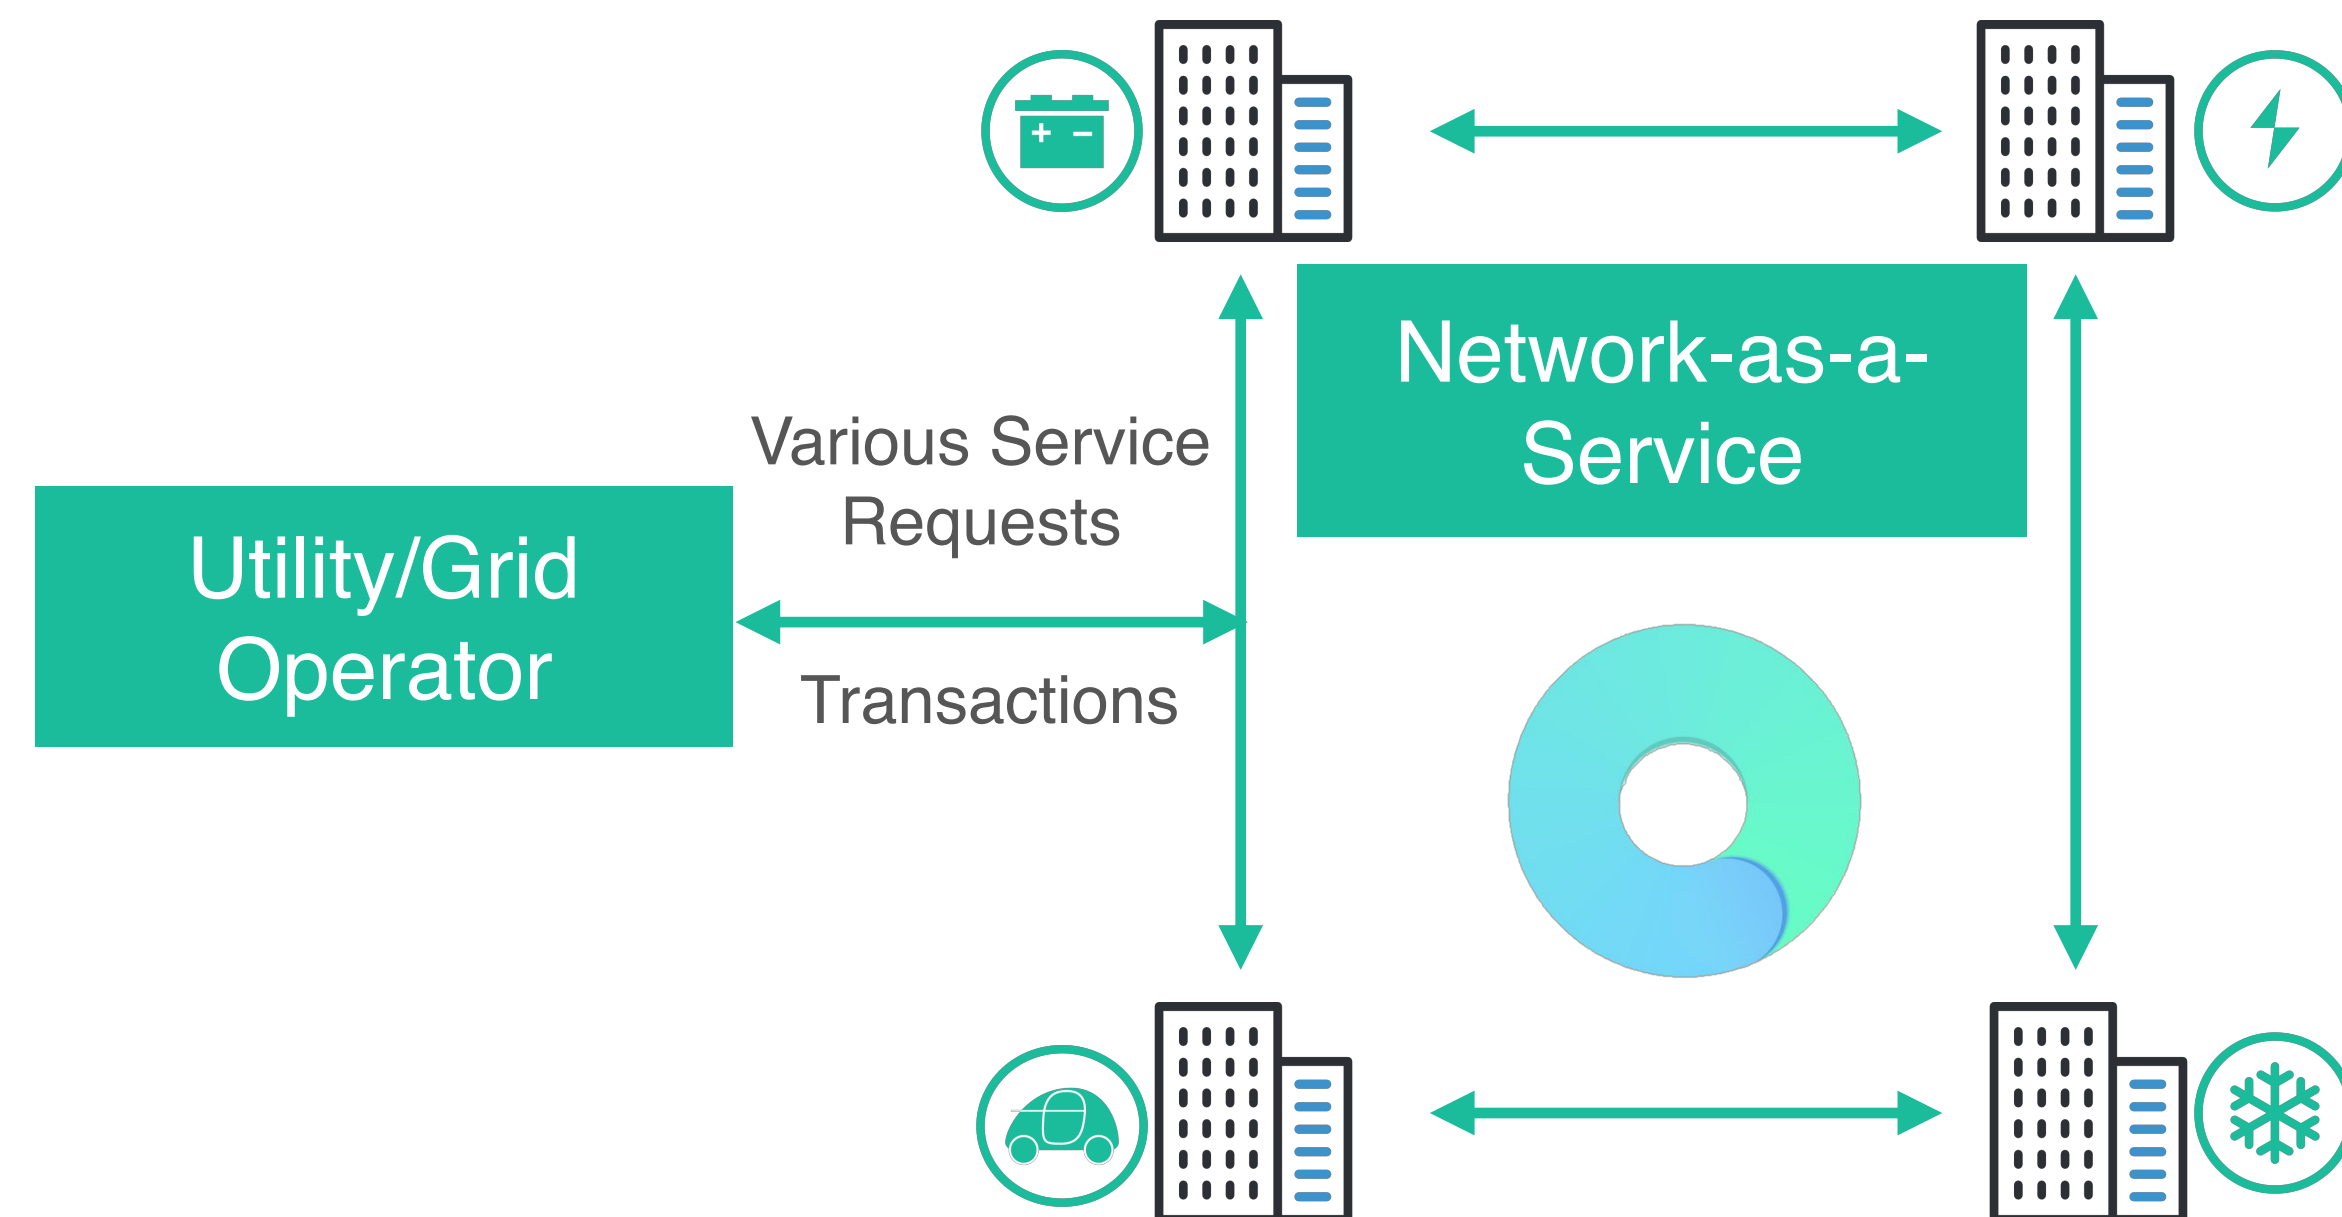 Network-as-a-
Service
Various Service
Requests
Utility/Grid
Operator
Transactions